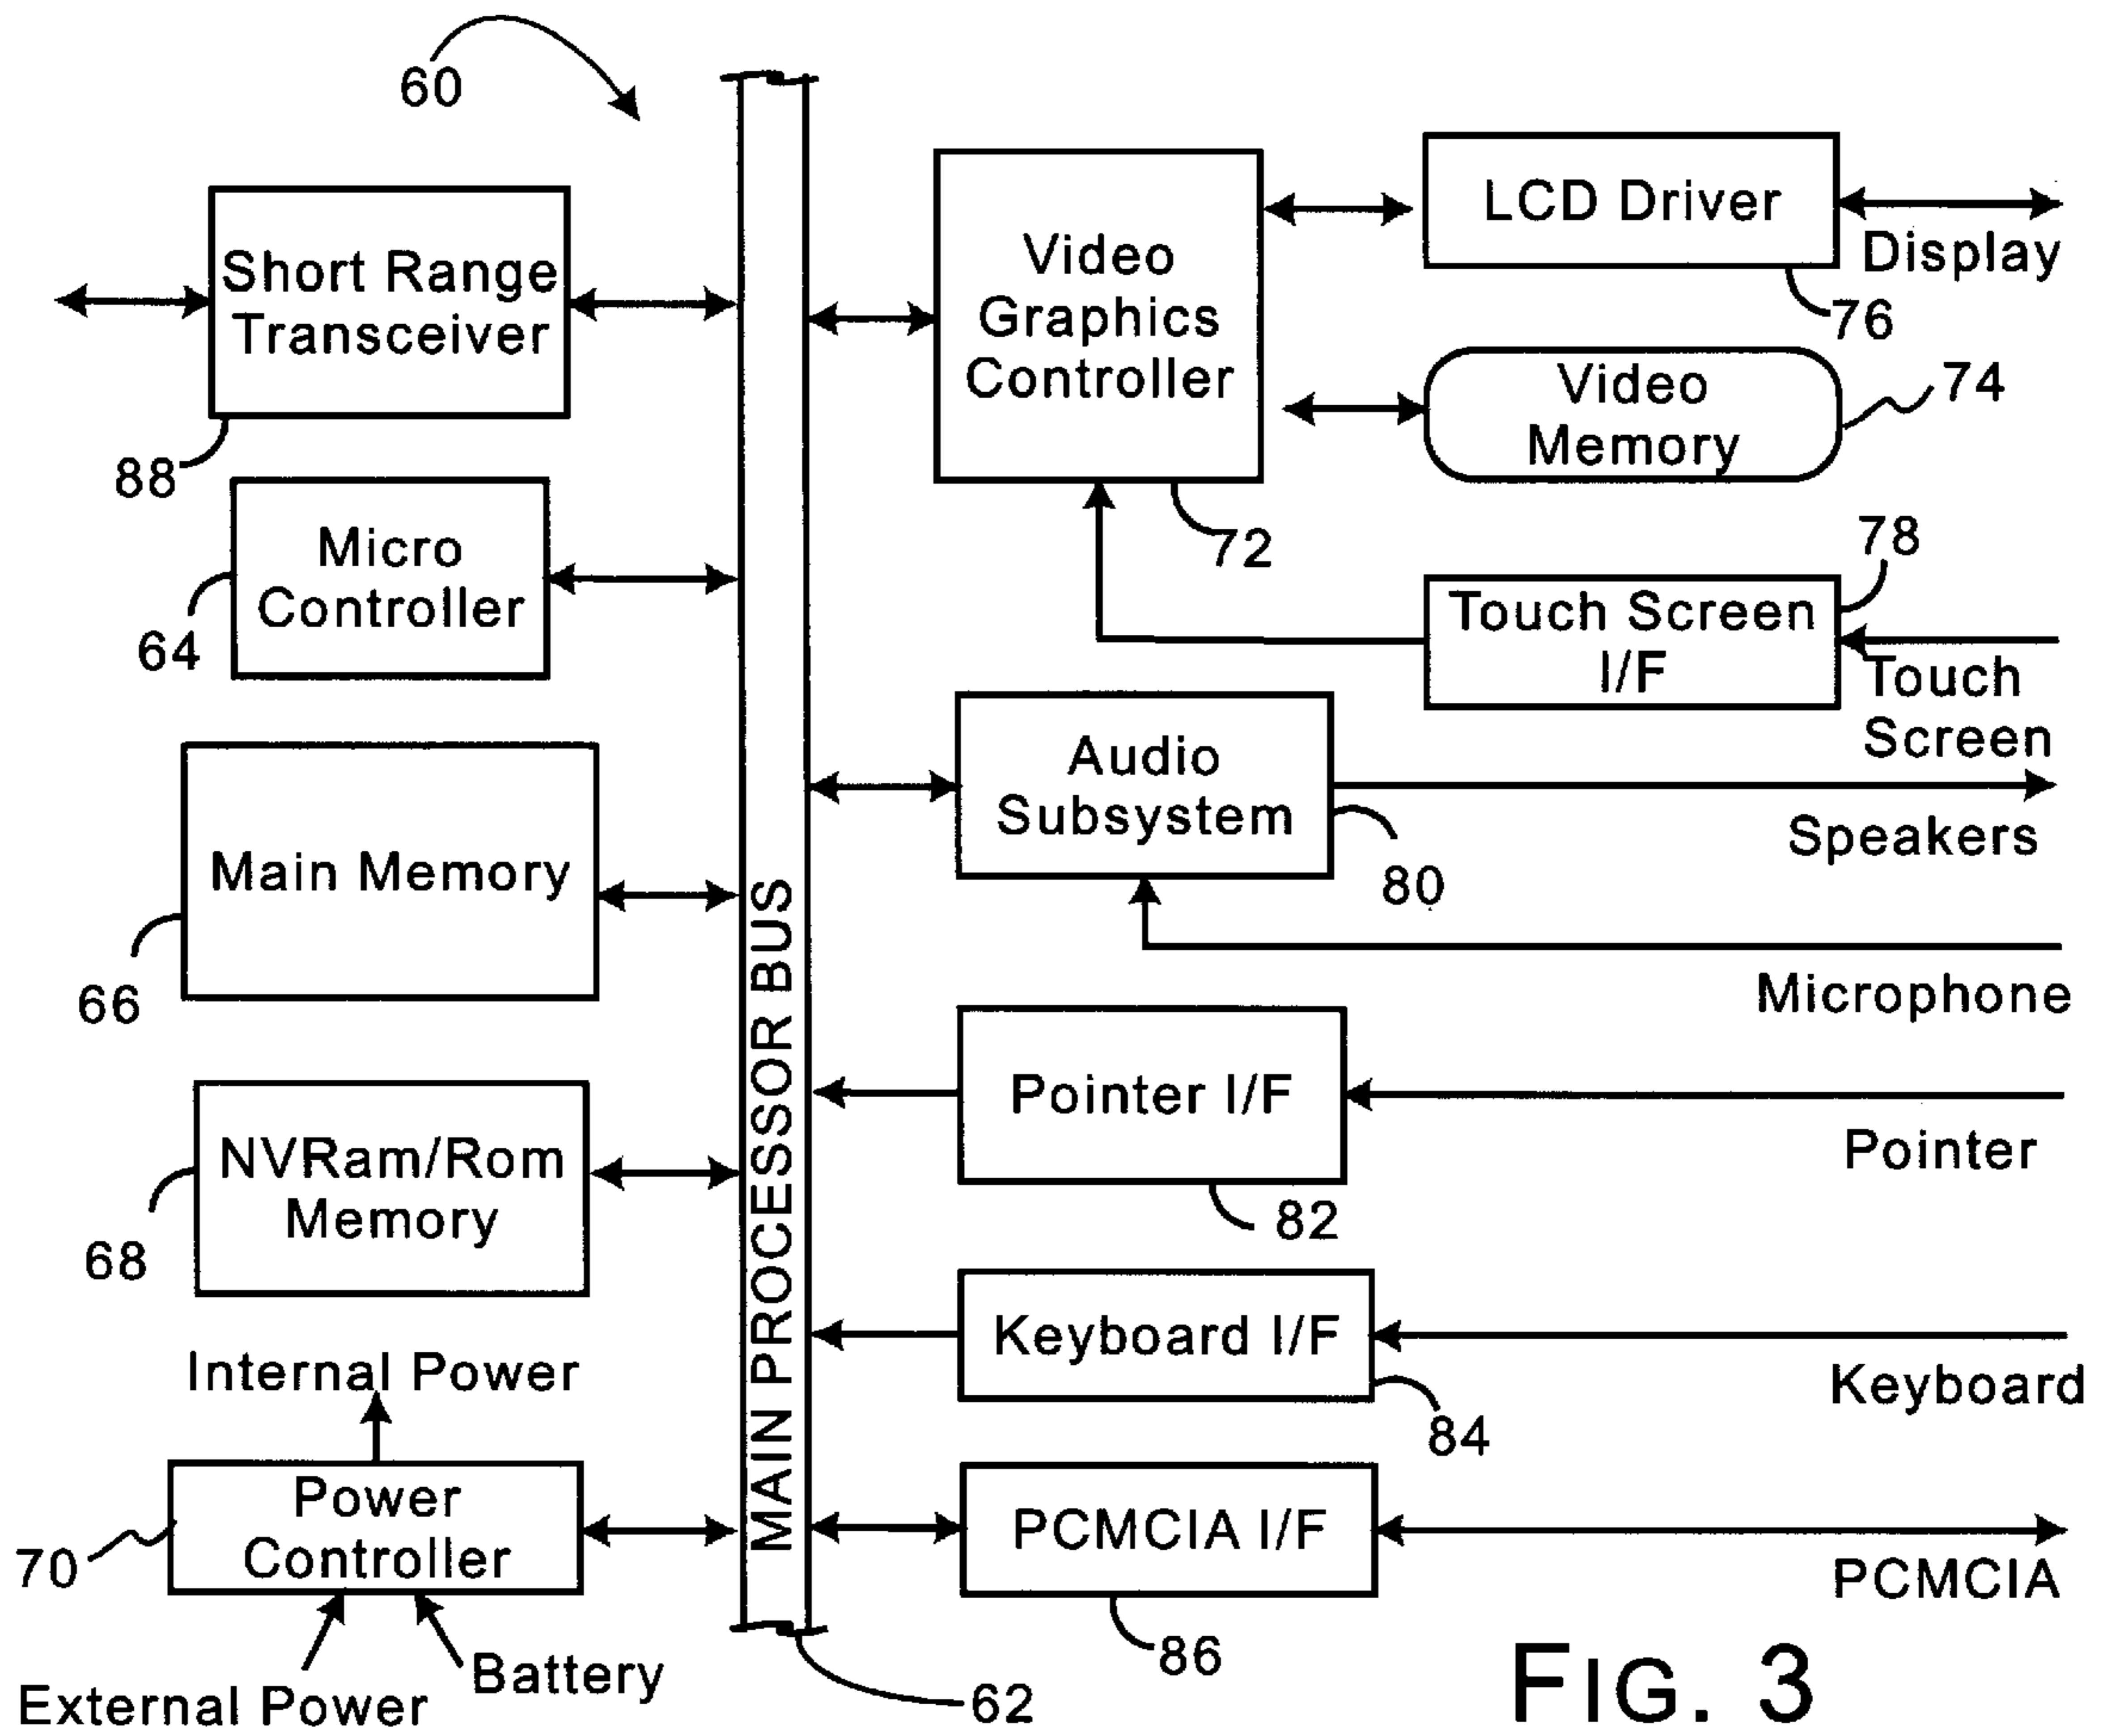 60
Short Range
Transceiver
88
Micro
Controller
64
Main Memory
66
NVRam/Rom
Memory
68
Internal Power
Power
Controller
70
External Power
Battery
MAIN PROCESSOR BUS
62
Video
Graphics
Controller
72
LCD Driver
Display
76
Video
Memory
74
78
Touch Screen
I/F
Touch
Screen
Audio
Subsystem
80
Speakers
Microphone
Pointer I/F
82
Pointer
Keyboard I/F
84
Keyboard
PCMCIA I/F
86
PCMCIA
FIG. 3